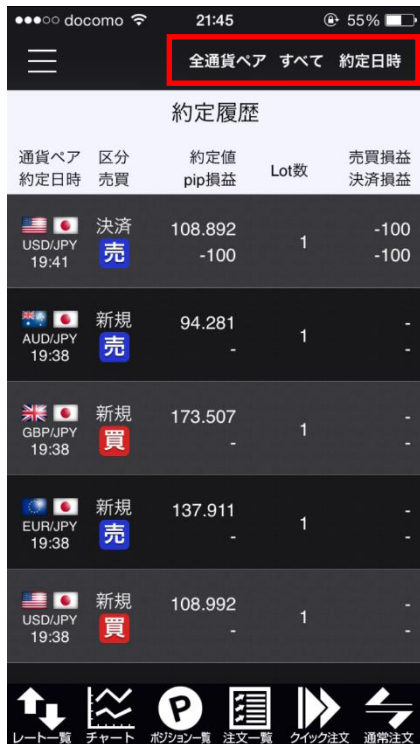 docomo 21:45 55%
全通貨ペア すべて 約定日時
約定履歴
通貨ペア 区分 約定値 Lot数 売買損益
約定日時 売買 pip損益 決済損益
USD/JPY 決済 108.892 1 -100
19:41 売 -100 -100
AUD/JPY 新規 94.281 1 -
19:38 売 - -
GBP/JPY 新規 173.507 1 -
19:38 買 - -
EUR/JPY 新規 137.911 1 -
19:38 売 - -
USD/JPY 新規 108.992 1 -
19:38 買 - -
P
レート一覧 チャート ポジション一覧 注文一覧 クイック注文 通常注文